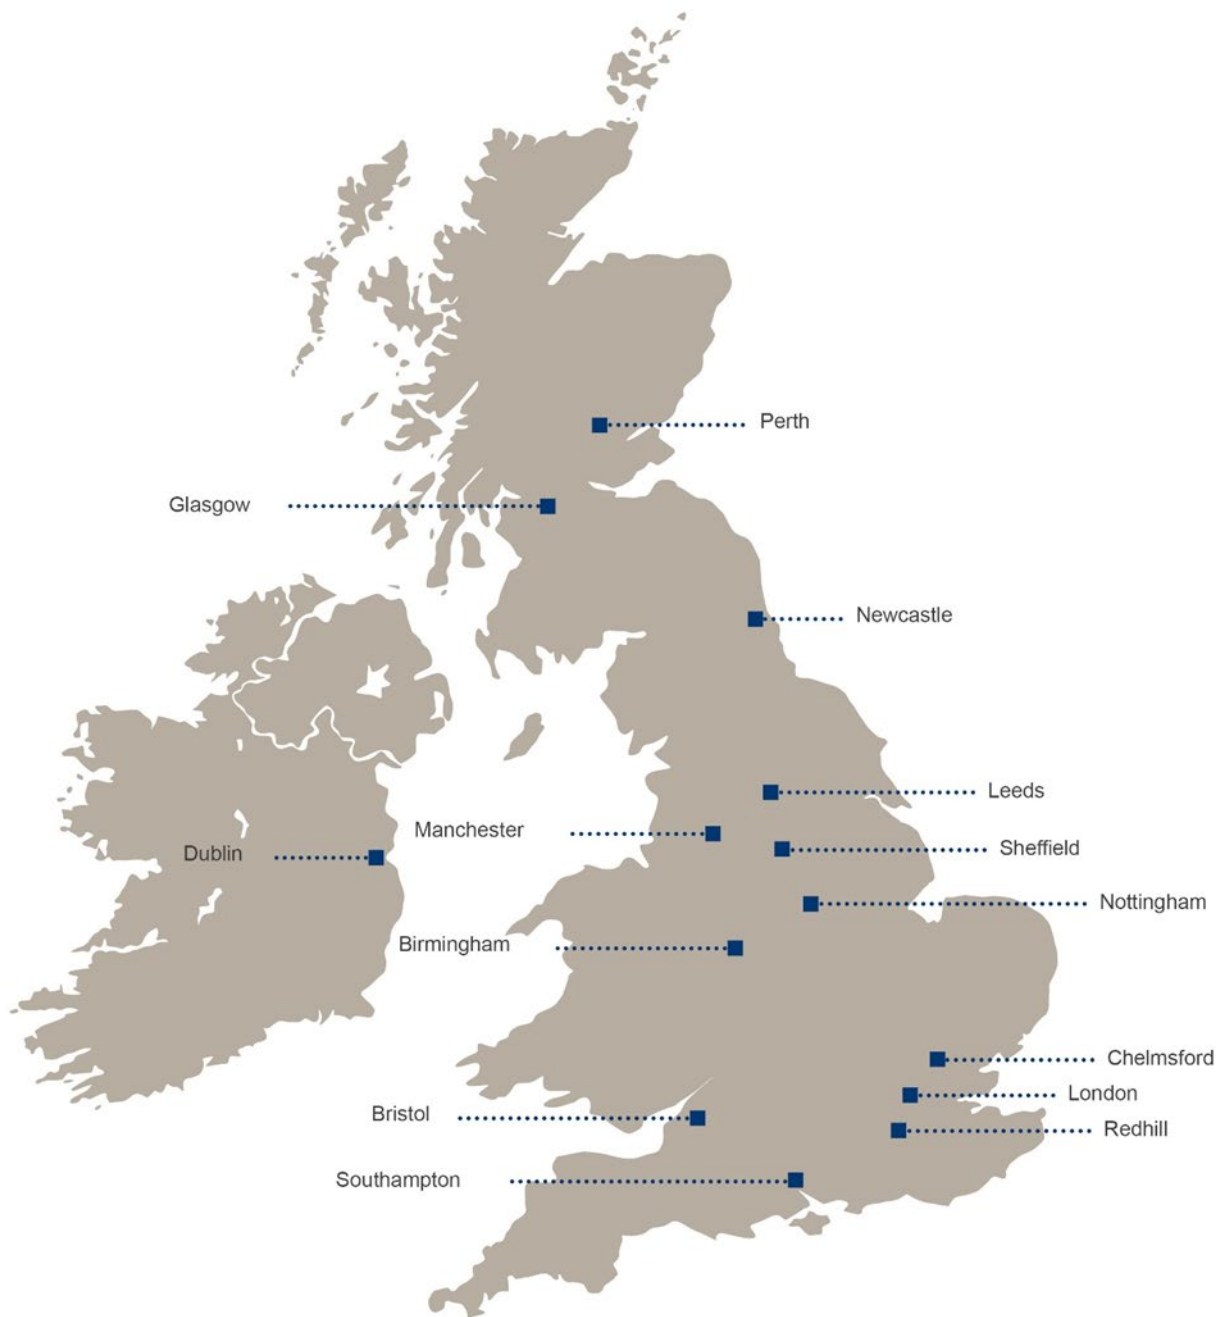 Perth
Glasgow
Newcastle
Leeds
Manchester
Sheffield
Dublin
Nottingham
Birmingham
Chelmsford
London
Bristol
Redhill
Southampton